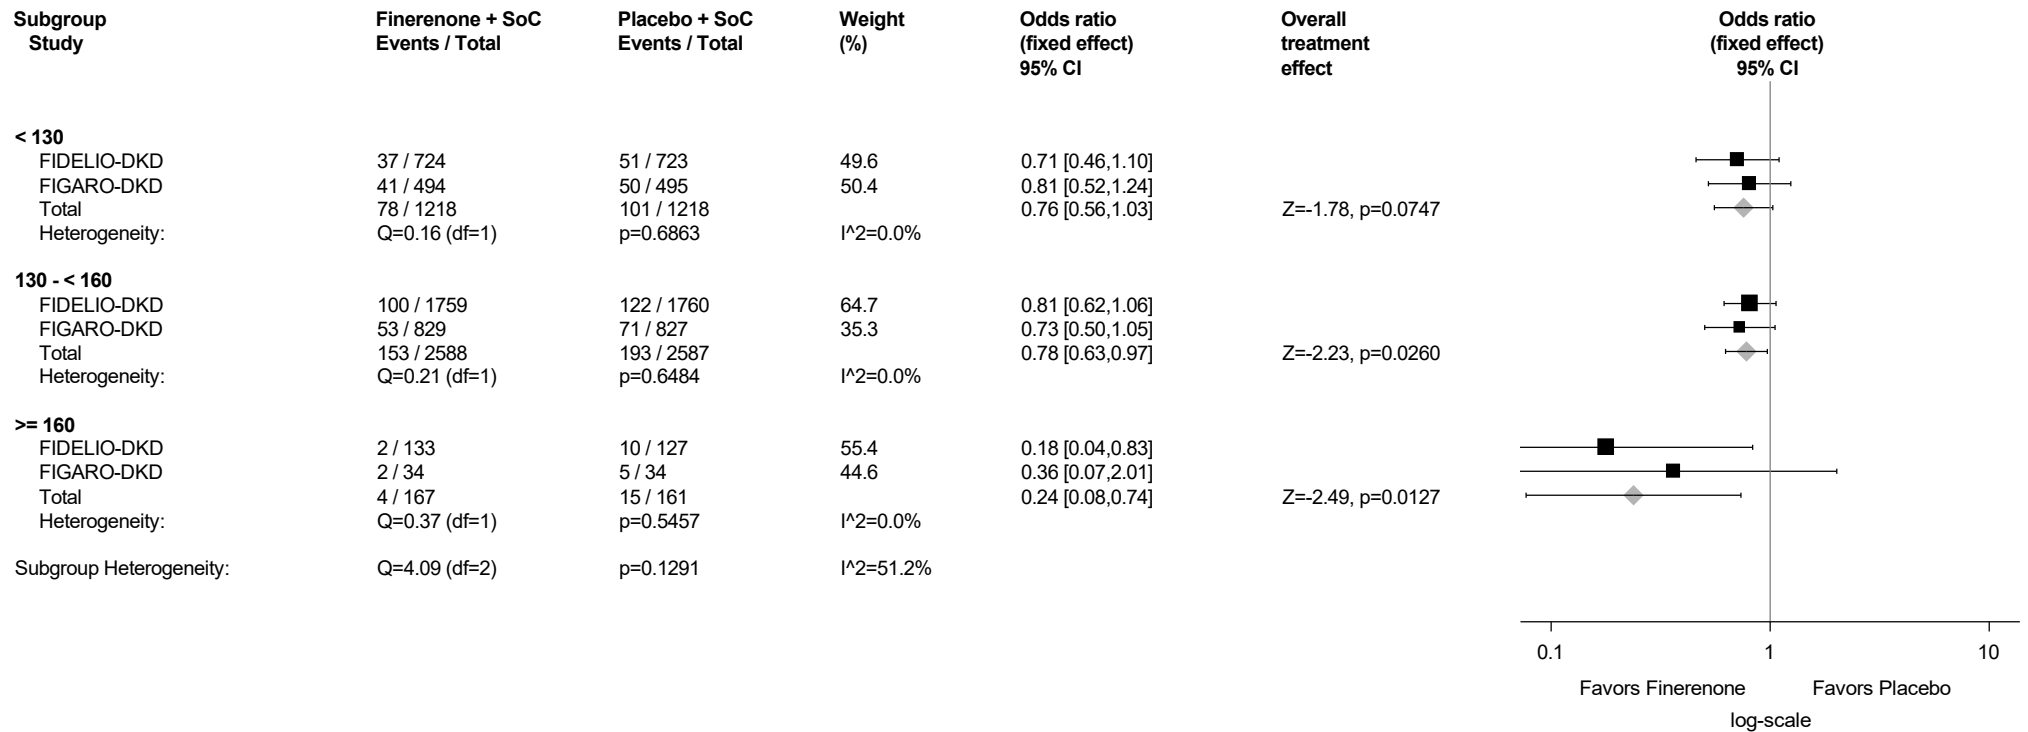 Subgroup Finerenone + SoC Placebo + SoC Weight Odds ratio Overall Odds ratio
Study Events / Total Events / Total (%) (fixed effect) treatment (fixed effect)
95% CI effect 95% CI
< 130
FIDELIO-DKD 37 / 724 51 / 723 49.6 0.71 [0.46,1.10]
FIGARO-DKD 41 / 494 50 / 495 50.4 0.81 [0.52,1.24]
Total 78 / 1218 101 / 1218 0.76 [0.56,1.03] Z=-1.78, p=0.0747
Heterogeneity: Q=0.16 (df=1) p=0.6863 I^2=0.0%
130 - < 160
FIDELIO-DKD 100 / 1759 122 / 1760 64.7 0.81 [0.62,1.06]
FIGARO-DKD 53 / 829 71 / 827 35.3 0.73 [0.50,1.05]
Total 153 / 2588 193 / 2587 0.78 [0.63,0.97] Z=-2.23, p=0.0260
Heterogeneity: Q=0.21 (df=1) p=0.6484 I^2=0.0%
>= 160
FIDELIO-DKD 2 / 133 10 / 127 55.4 0.18 [0.04,0.83]
FIGARO-DKD 2 / 34 5 / 34 44.6 0.36 [0.07,2.01]
Total 4 / 167 15 / 161 0.24 [0.08,0.74] Z=-2.49, p=0.0127
Heterogeneity: Q=0.37 (df=1) p=0.5457 I^2=0.0%
Subgroup Heterogeneity: Q=4.09 (df=2) p=0.1291 I^2=51.2%
0.1 1 10
Favors Finerenone Favors Placebo
log-scale